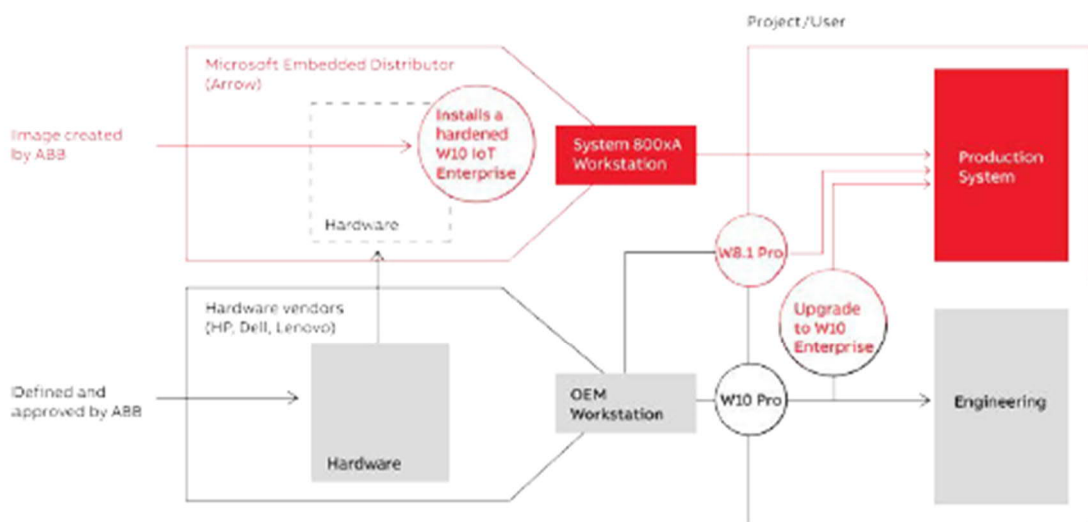 Project/User
Microsoft Embedded Distributor
(Arrow)
Image created
by ABB
Installs a
hardened
W10 IoT
Enterprise
Hardware
System 800xA
Workstation
Production
System
W8.1 Pro
Hardware vendors
(HP, Dell, Lenovo)
Upgrade
to W10
Enterprise
Defined and
approved by ABB
Hardware
OEM
Workstation
W10 Pro
Engineering